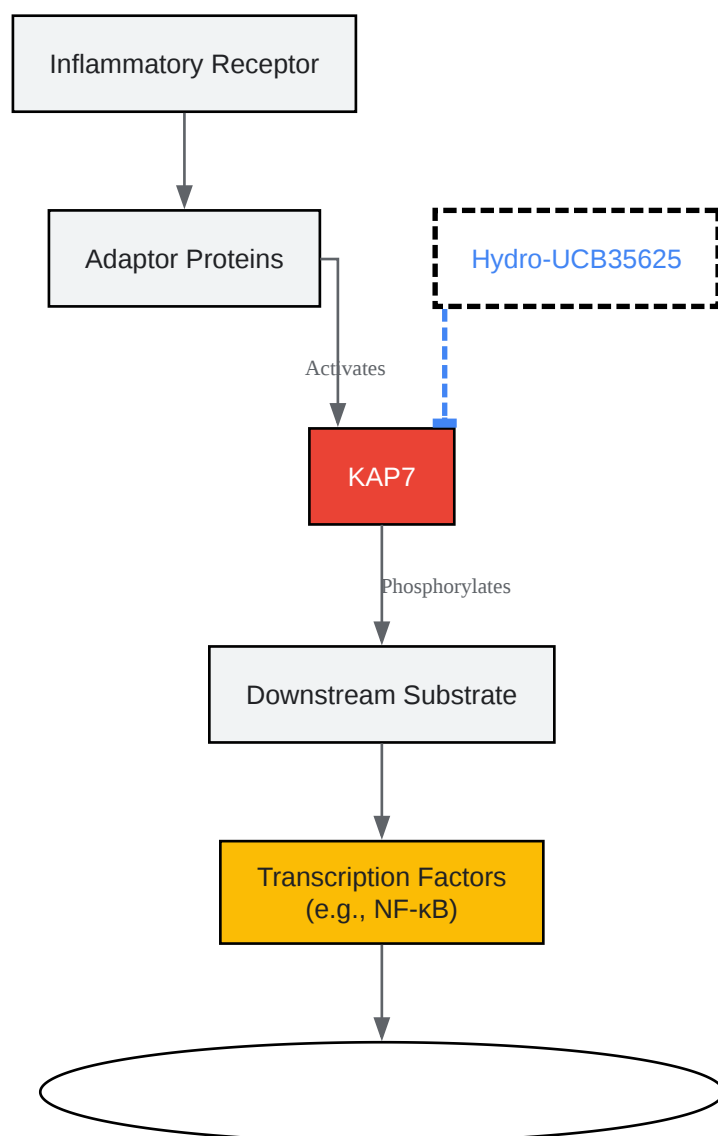 Inflammatory Receptor
Adaptor Proteins
Hydro-UCB35625
Activates
KAP7
Phosphorylates
Downstream Substrate
Transcription Factors
(e.g., NF-κB)